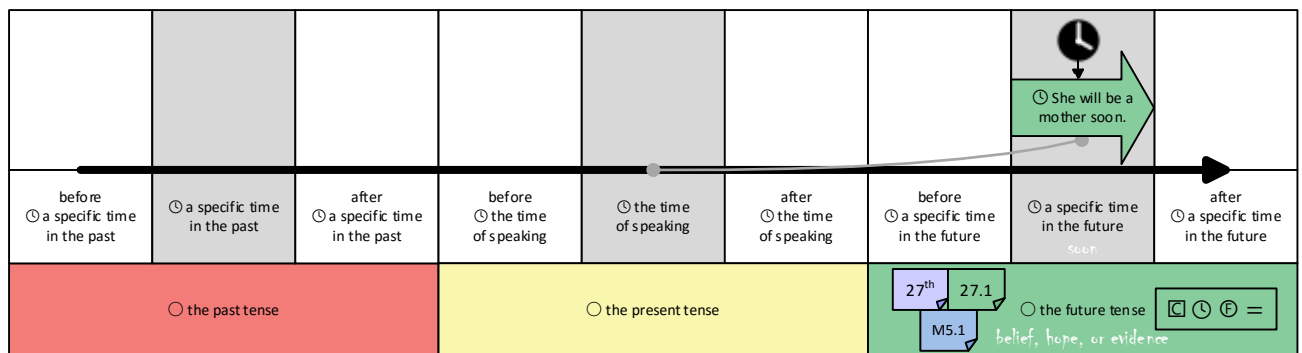 🕓 She will be a
mother soon.
before
🕓 a specific time
in the past
🕓 a specific time
in the past
after
🕓 a specific time
in the past
before
🕓 the time
of speaking
🕓 the time
of speaking
after
🕓 the time
of speaking
before
🕓 a specific time
in the future
🕓 a specific time
in the future
soon
after
🕓 a specific time
in the future
○ the past tense
○ the present tense
27th
27.1
M5.1
○ the future tense
C 🕓 Ⓕ =
belief, hope, or evidence